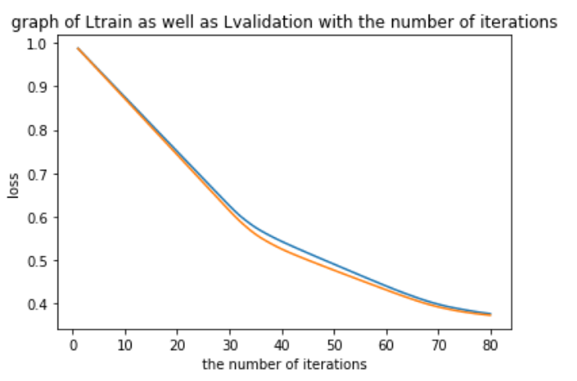 graph of Ltrain as well as Lvalidation with the number of iterations
1.0
0.9
0.8
0.7
0.6
0.5
0.4
loss
0 10 20 30 40 50 60 70 80
the number of iterations